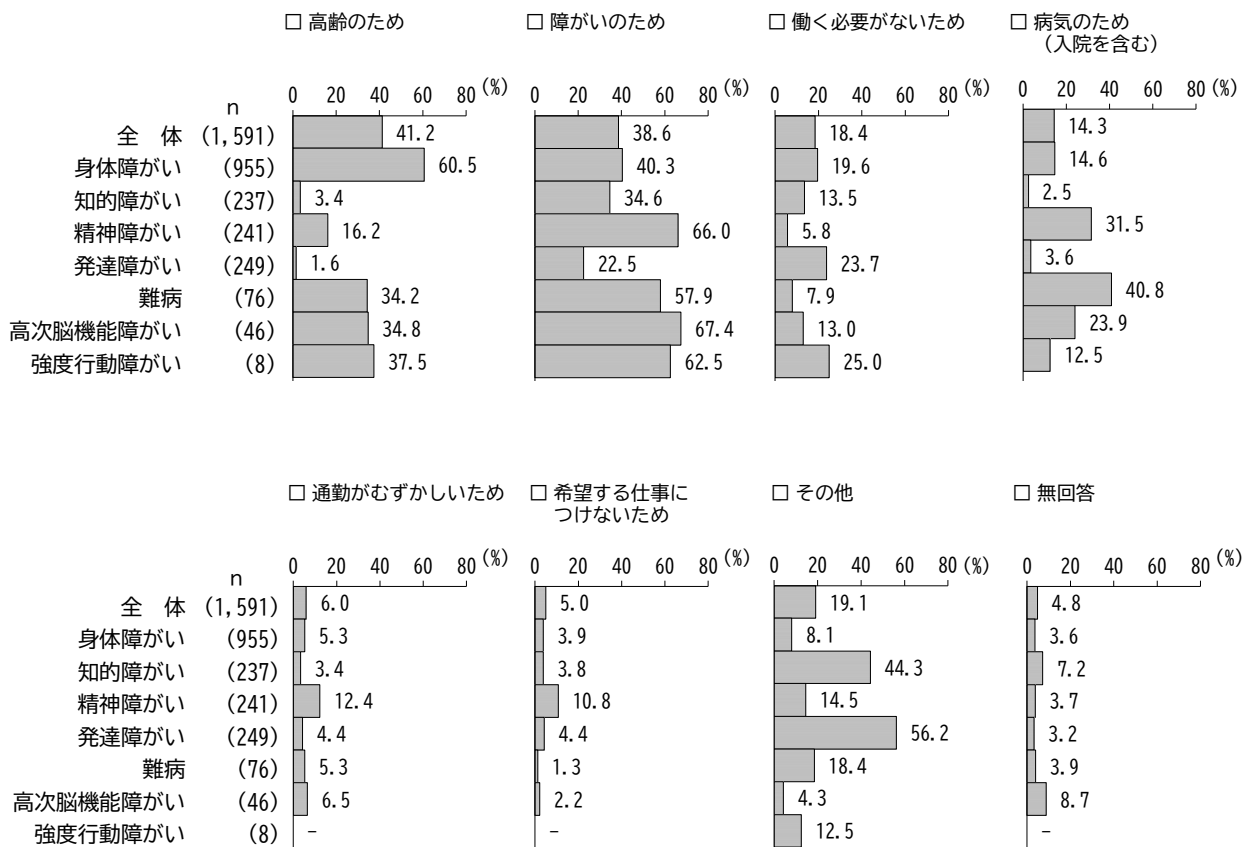 □ 高齢のため □ 障がいのため □ 働く必要がないため □ 病気のため
（入院を含む）
0 20 40 60 80 (%) 0 20 40 60 80 (%) 0 20 40 60 80 (%) 0 20 40 60 80 (%)
n
全 体 (1,591) 41.2 38.6 18.4 14.3
身体障がい (955) 60.5 40.3 19.6 14.6
知的障がい (237) 3.4 34.6 13.5 2.5
精神障がい (241) 16.2 66.0 5.8 31.5
発達障がい (249) 1.6 22.5 23.7 3.6
難病 (76) 34.2 57.9 7.9 40.8
高次脳機能障がい (46) 34.8 67.4 13.0 23.9
強度行動障がい (8) 37.5 62.5 25.0 12.5
□ 通勤がむずかしいため □ 希望する仕事に □ その他 □ 無回答
つけないため
0 20 40 60 80 (%) 0 20 40 60 80 (%) 0 20 40 60 80 (%) 0 20 40 60 80 (%)
n
全 体 (1,591) 6.0 5.0 19.1 4.8
身体障がい (955) 5.3 3.9 8.1 3.6
知的障がい (237) 3.4 3.8 44.3 7.2
精神障がい (241) 12.4 10.8 14.5 3.7
発達障がい (249) 4.4 4.4 56.2 3.2
難病 (76) 5.3 1.3 18.4 3.9
高次脳機能障がい (46) 6.5 2.2 4.3 8.7
強度行動障がい (8) － － 12.5 －